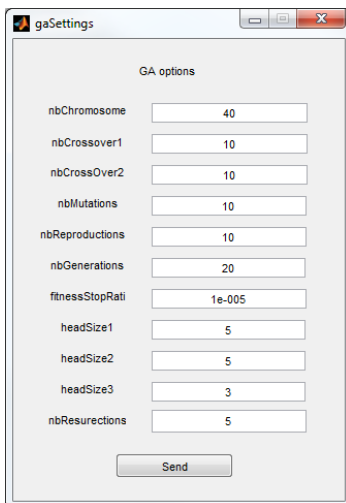 gaSettings
GA options
nbChromosome 40
nbCrossover1 10
nbCrossOver2 10
nbMutations 10
nbReproductions 10
nbGenerations 20
fitnessStopRati 1e-005
headSize1 5
headSize2 5
headSize3 3
nbResurections 5
Send